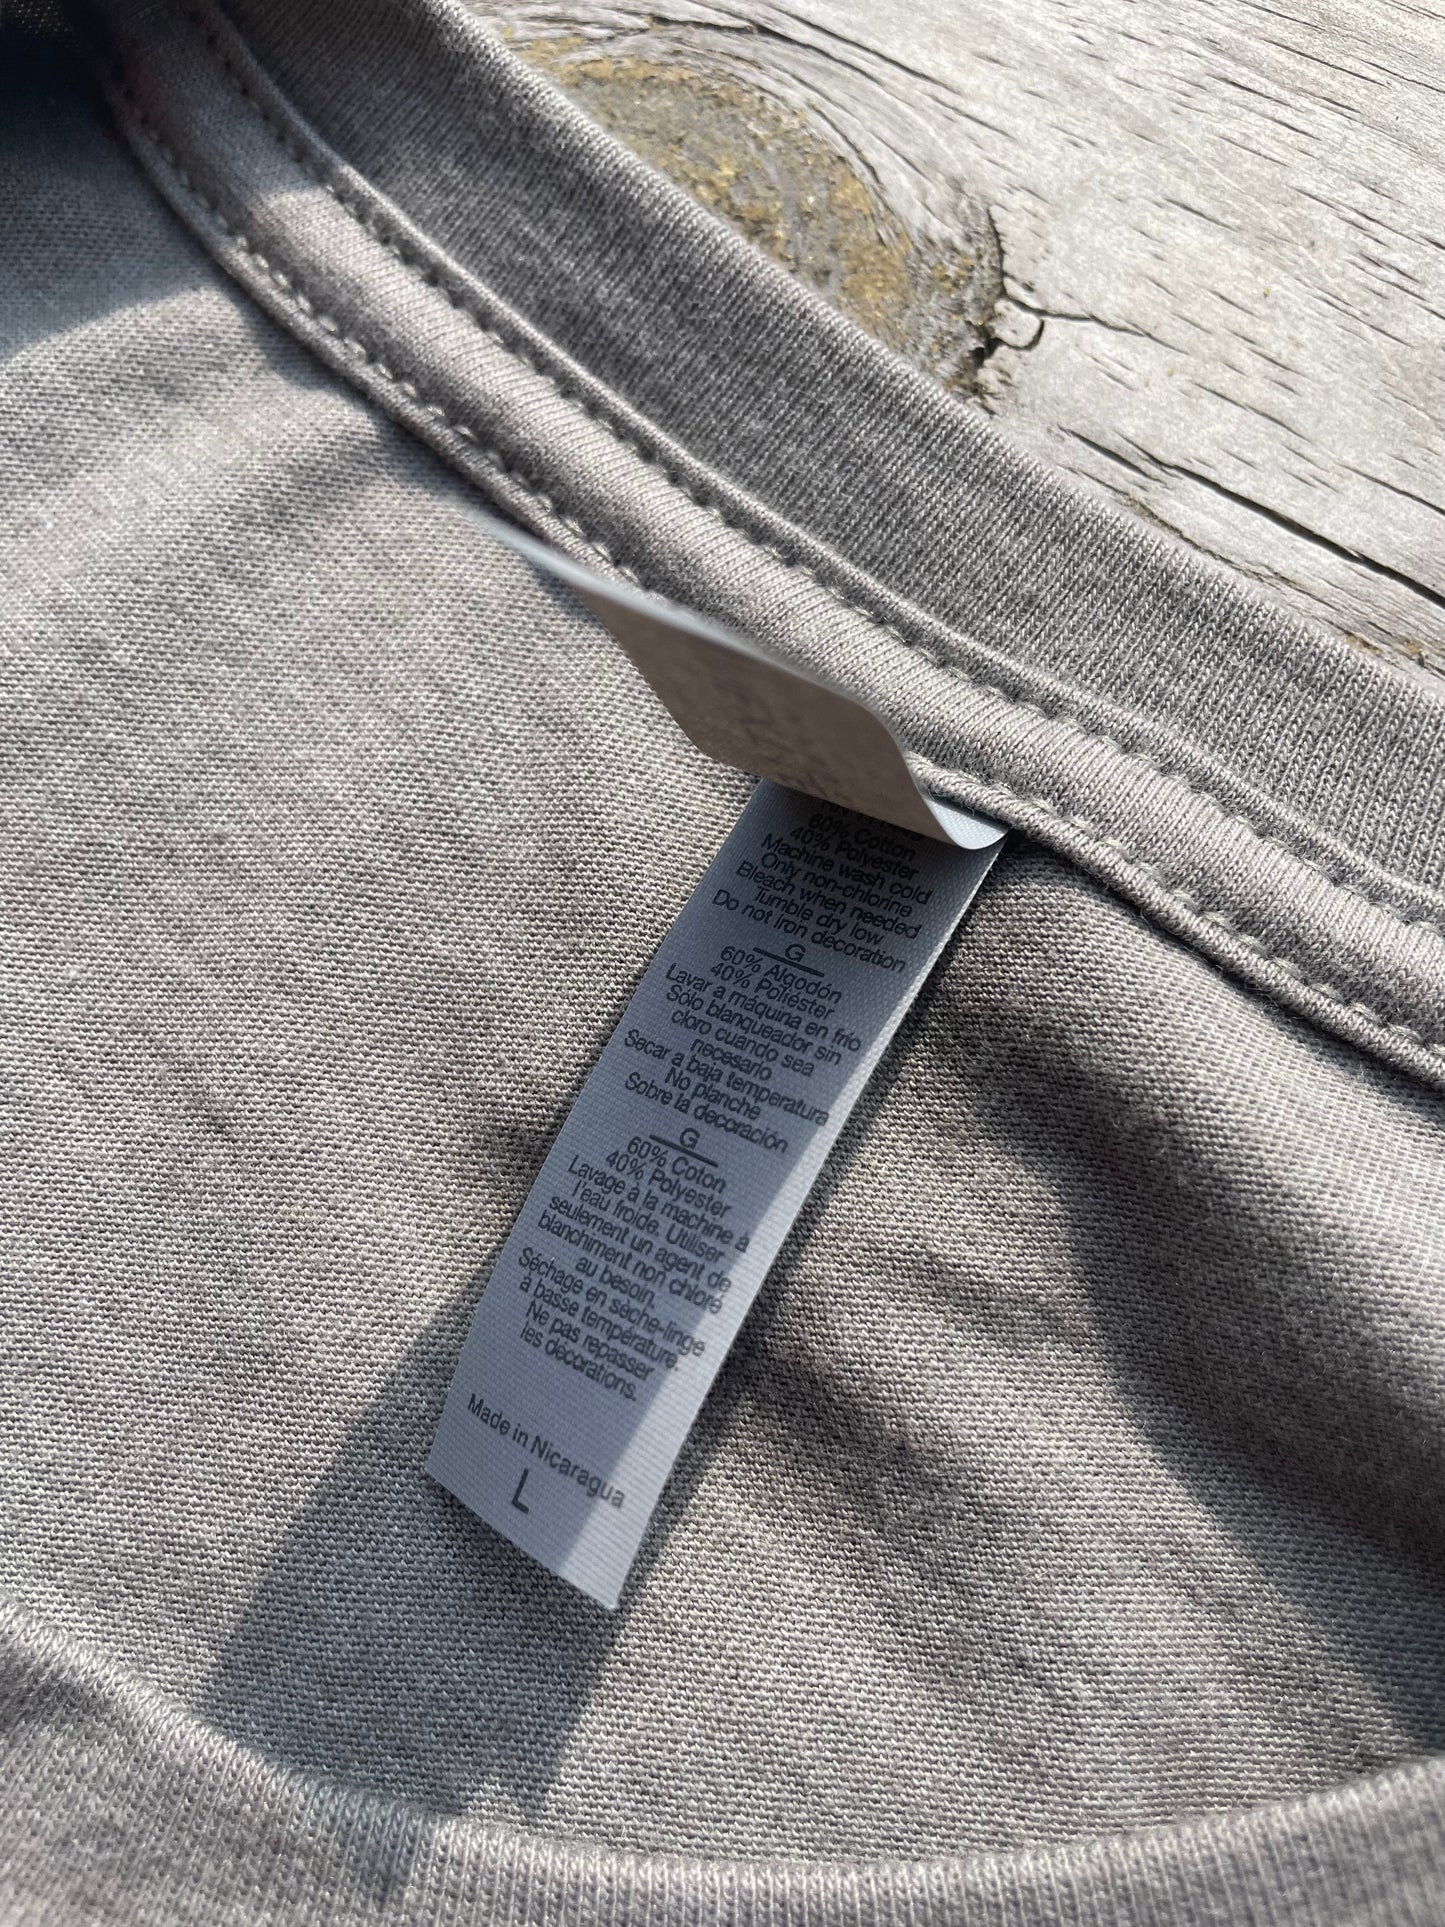 60% Cotton
40% Polyester
Machine wash cold
Only non-chlorine
Bleach when needed
Tumble dry low
Do not iron decoration
G
60% Algodón
40% Poliéster
Lavar a máquina en frío
Sólo blanqueador sin
cloro cuando sea
necesario
Secar a baja temperatura
No planche
Sobre la decoración
G
60% Coton
40% Polyester
Lavage à la machine à
l'eau froide. Utiliser
seulement un agent de
blanchiment non chloré
au besoin.
Séchage en sèche-linge
à basse température.
Ne pas repasser
les décorations.
Made in Nicaragua
L